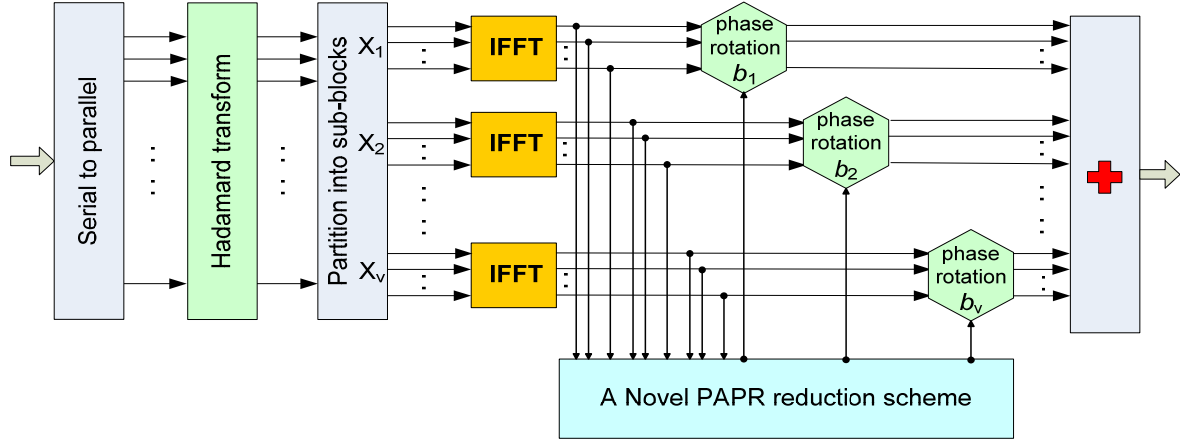 Serial to parallel
Hadamard transform
Partition into sub-blocks
X1
X2
Xv
IFFT
IFFT
IFFT
phase
rotation
b1
phase
rotation
b2
phase
rotation
bv
A Novel PAPR reduction scheme